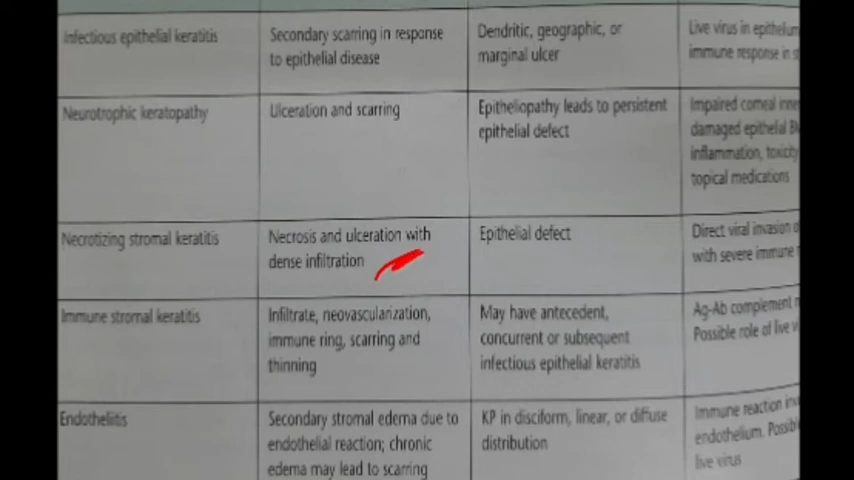 Infectious epithelial keratitis
Secondary scarring in response
to epithelial disease
Dendritic, geographic, or
marginal ulcer
Live virus in epithelium
immune response in
Neurotrophic keratopathy
Ulceration and scarring
Epitheliopathy leads to persistent
epithelial defect
Impaired corneal
damaged epithelial
inflammation, toxicity
topical medications
Necrotizing stromal keratitis
Necrosis and ulceration with
dense infiltration
Epithelial defect
Direct viral invasion
with severe immune
Immune stromal keratitis
Infiltrate, neovascularization,
immune ring, scarring and
thinning
May have antecedent,
concurrent or subsequent
infectious epithelial keratitis
Ag-Ab complement
Possible role of live
Endotheliitis
Secondary stromal edema due to
endothelial reaction; chronic
edema may lead to scarring
KP in disciform, linear, or diffuse
distribution
Immune reaction
endothelium.
live virus